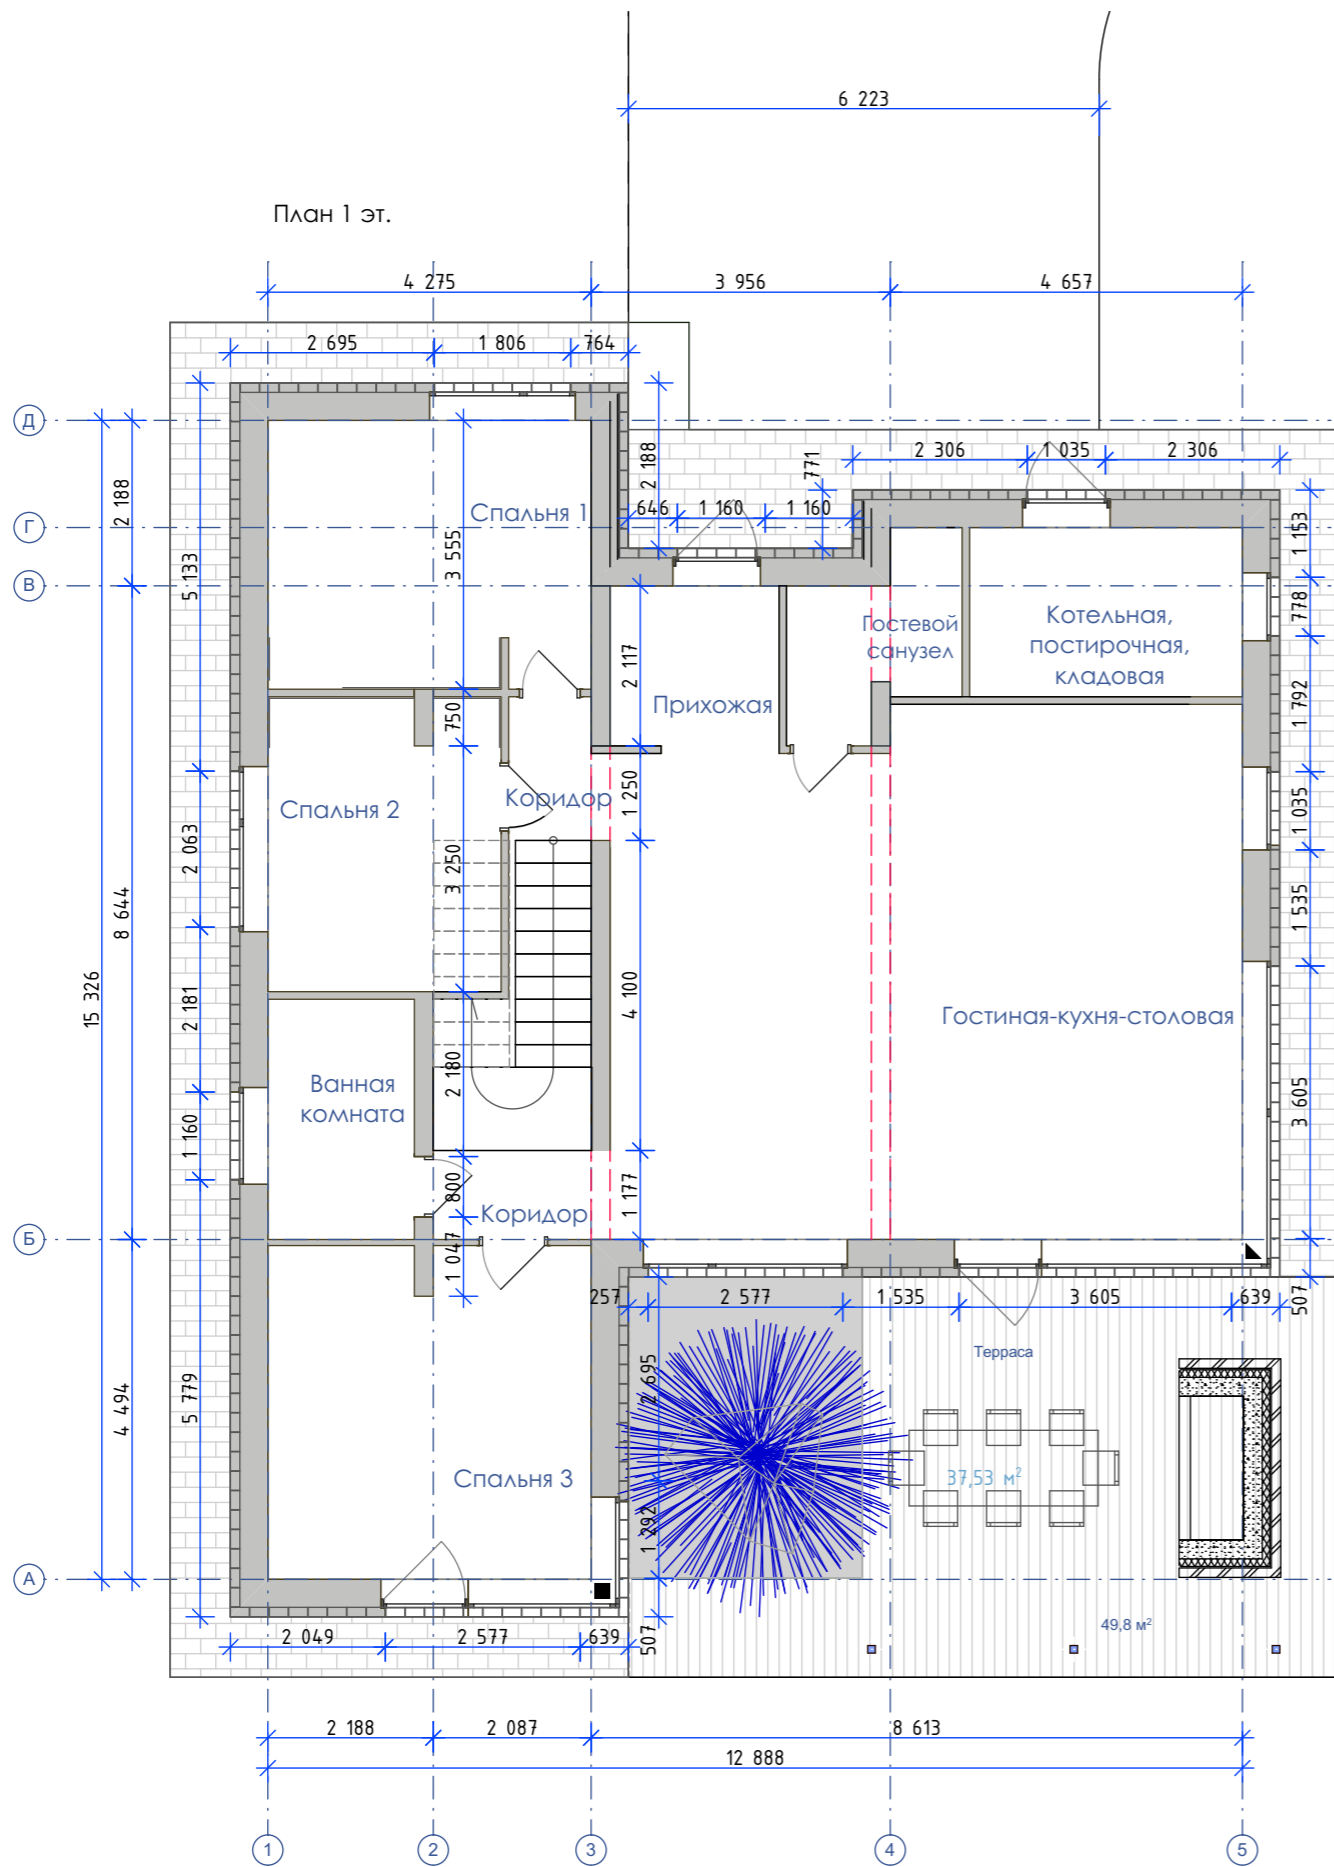 6 223
План 1 эт.
4 275
3 956
4 657
2 695
1 806
764
Д
2 188
5 133
3 555
Спальня 1
2 188
771
2 306
1 035
2 306
646
1 160
1 160
Г
В
1 153
778
Гостевой
санузел
Котельная,
постирочная,
кладовая
2 117
Прихожая
750
1 792
Спальня 2
Коридор
1 250
1 035
2 063
3 250
8 644
15 326
1 535
4 100
Гостиная-кухня-столовая
2 181
Ванная
комната
2 180
1 160
3 605
800
1 177
Коридор
Б
1 047
257
2 577
1 535
3 605
639
507
Терраса
2 695
5 779
4 494
Спальня 3
37,53 м²
1 292
А
49,8 м²
2 049
2 577
639
507
2 188
2 087
8 613
12 888
1
2
3
4
5